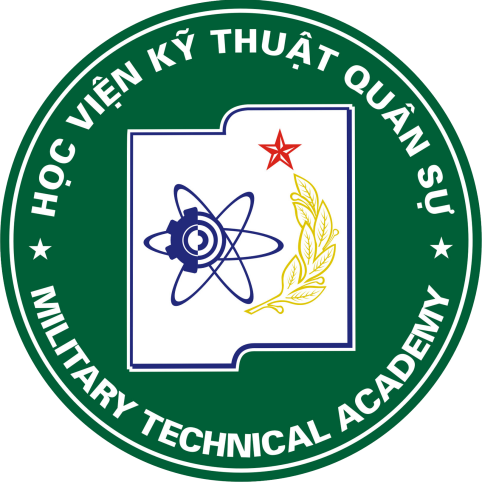 HỌC VIỆN KỸ THUẬT QUÂN SỰ
MILITARY TECHNICAL ACADEMY